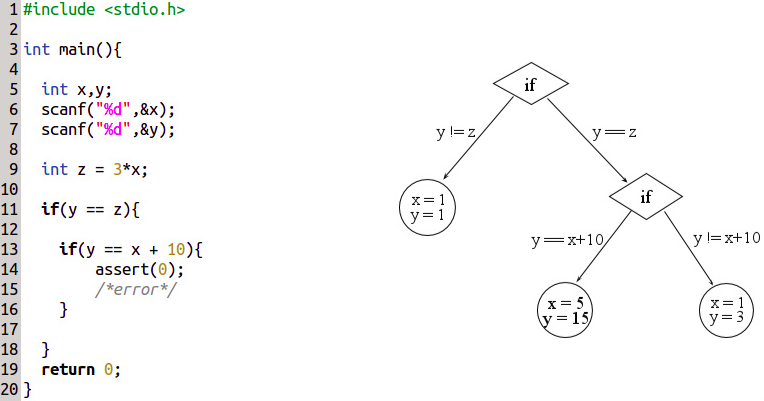 1 #include <stdio.h>
2
3 int main(){
4
5 int x,y;
6 scanf("%d",&x);
7 scanf("%d",&y);
8
9 int z = 3*x;
10
11 if(y == z){
12
13 if(y == x + 10){
14 assert(0);
15 /*error*/
16 }
17
18 }
19 return 0;
20 }
if
y != z
y == z
x = 1
y = 1
if
y == x+10
y != x+10
x = 5
y = 15
x = 1
y = 3